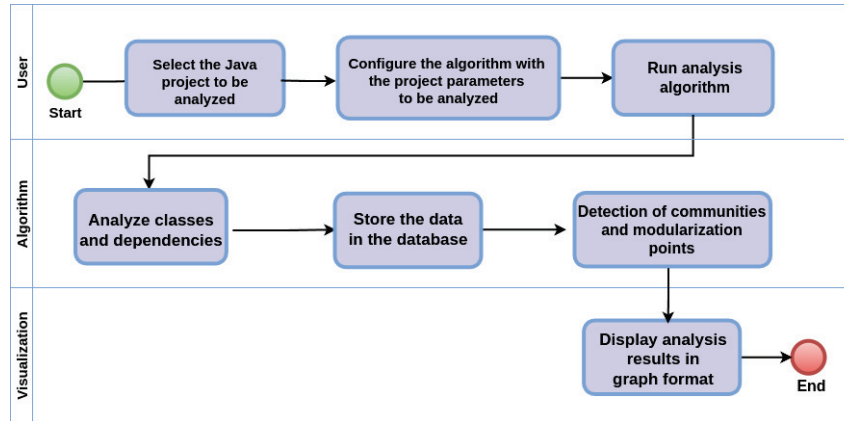 User
Start
Select the Java
project to be
analyzed
Configure the algorithm with
the project parameters
to be analyzed
Run analysis
algorithm
Algorithm
Analyze classes
and dependencies
Store the data
in the database
Detection of communities
and modularization
points
Visualization
Display analysis
results in
graph format
End